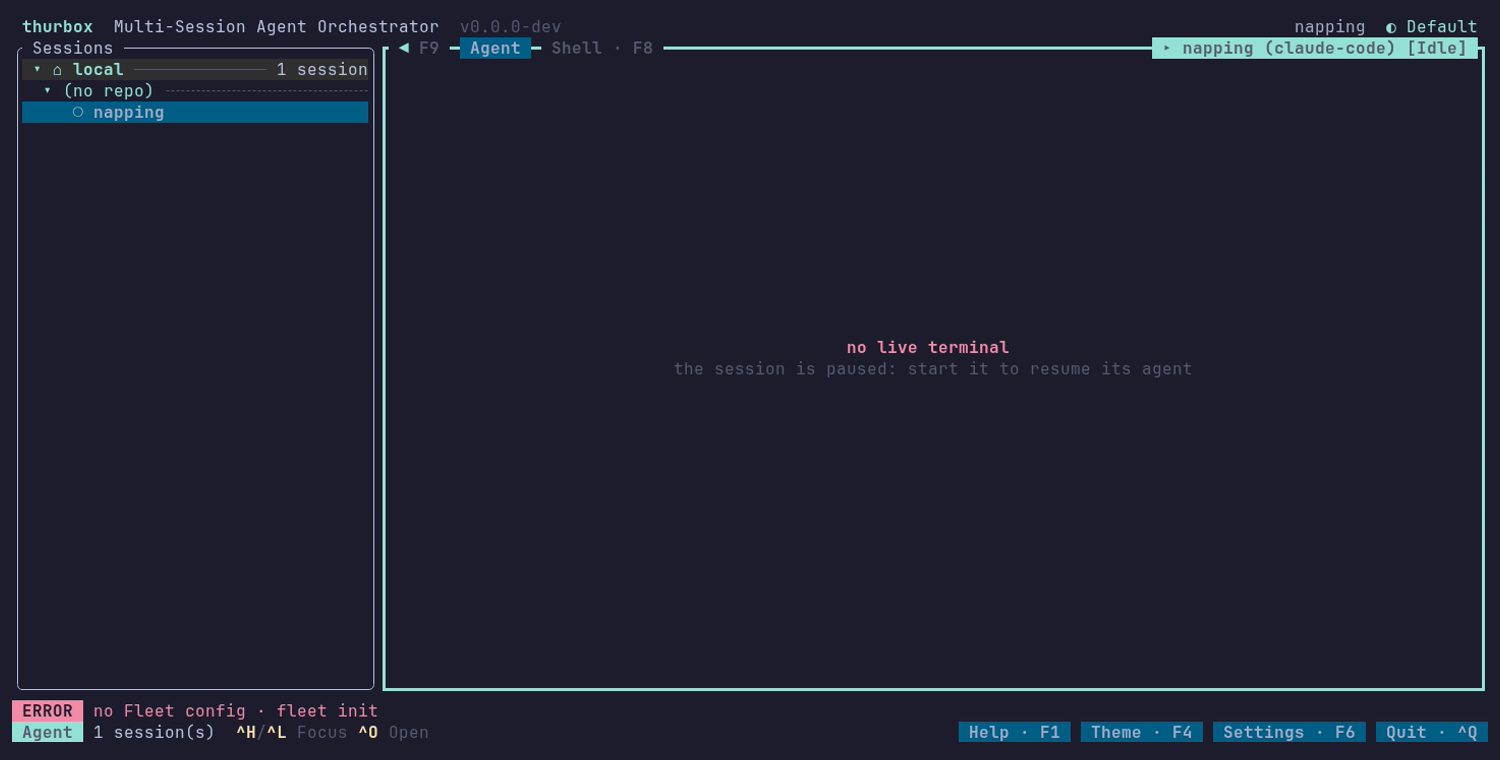 thurbox  Multi-Session Agent Orchestrator  v0.0.0-dev  napping  ◐ Default
Sessions  ◀ F9  Agent  Shell · F8  ▸ napping (claude-code) [Idle]
▾ ⌂ local  1 session
▾ (no repo)
○ napping
no live terminal
the session is paused: start it to resume its agent
ERROR  no Fleet config · fleet init
Agent  1 session(s)  ^H/^L Focus ^O Open  Help · F1  Theme · F4  Settings · F6  Quit · ^Q